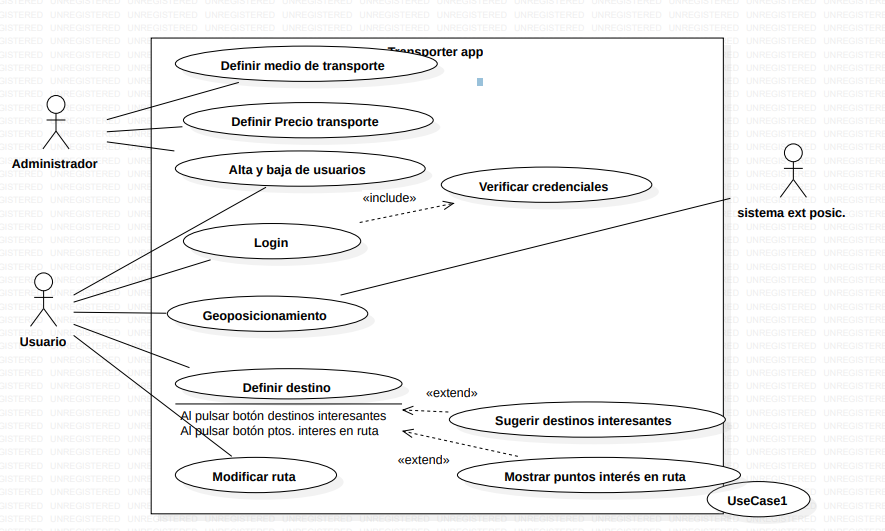 Transporter app
Definir medio de transporte
Definir Precio transporte
Administrador
Alta y baja de usuarios
Verificar credenciales
«include»
sistema ext posic.
Login
Geoposicionamiento
Usuario
Definir destino
«extend»
Al pulsar botón destinos interesantes
Al pulsar botón ptos. interes en ruta
Sugerir destinos interesantes
«extend»
Modificar ruta
Mostrar puntos interés en ruta
UseCase1
UNREGISTERED